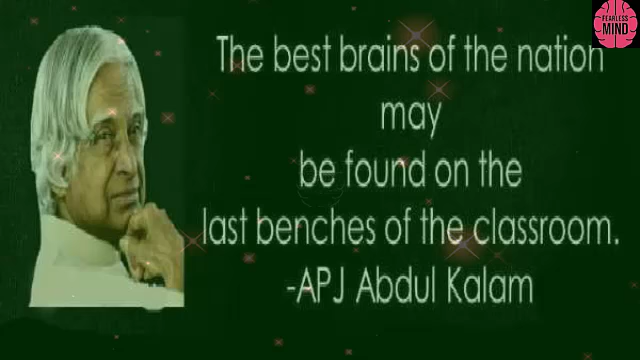 FEARLESS
MIND
The best brains of the nation
may
be found on the
last benches of the classroom.
-APJ Abdul Kalam